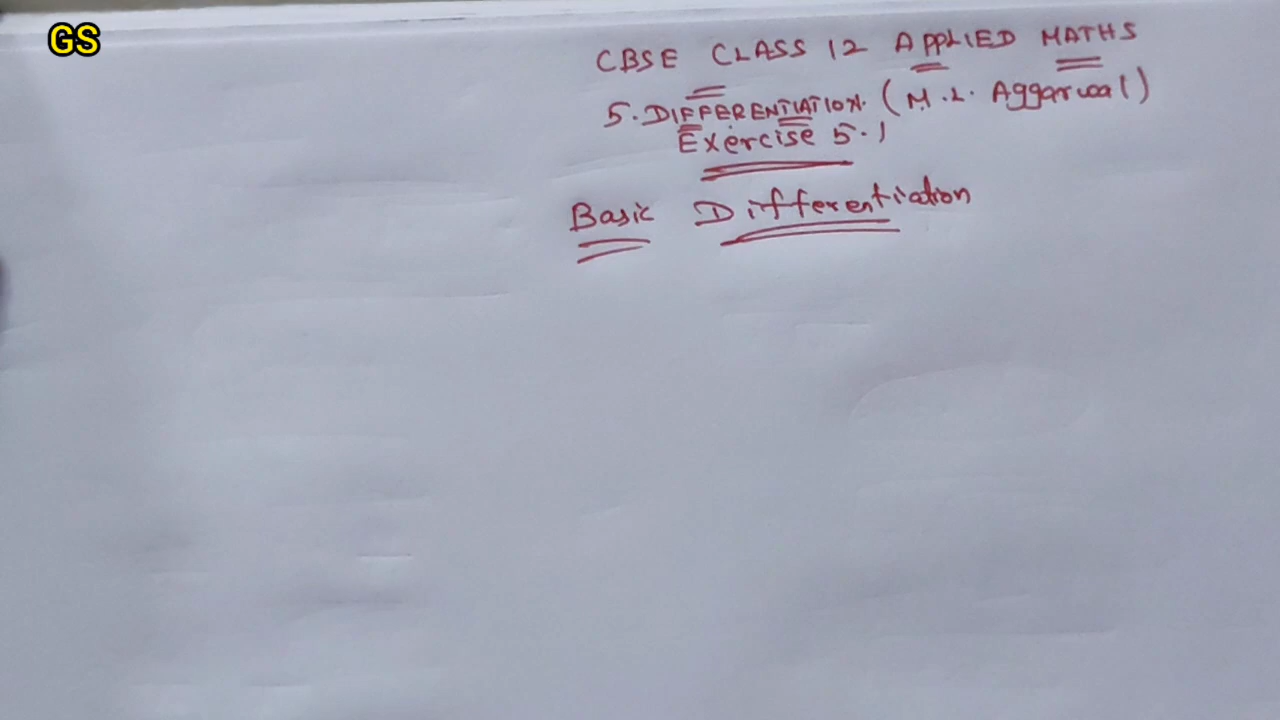 GS
CBSE CLASS 12 APPLIED MATHS
5. DIFFERENTIATION. (M.L. Aggarwal)
Exercise 5.1
Basic Differentiation